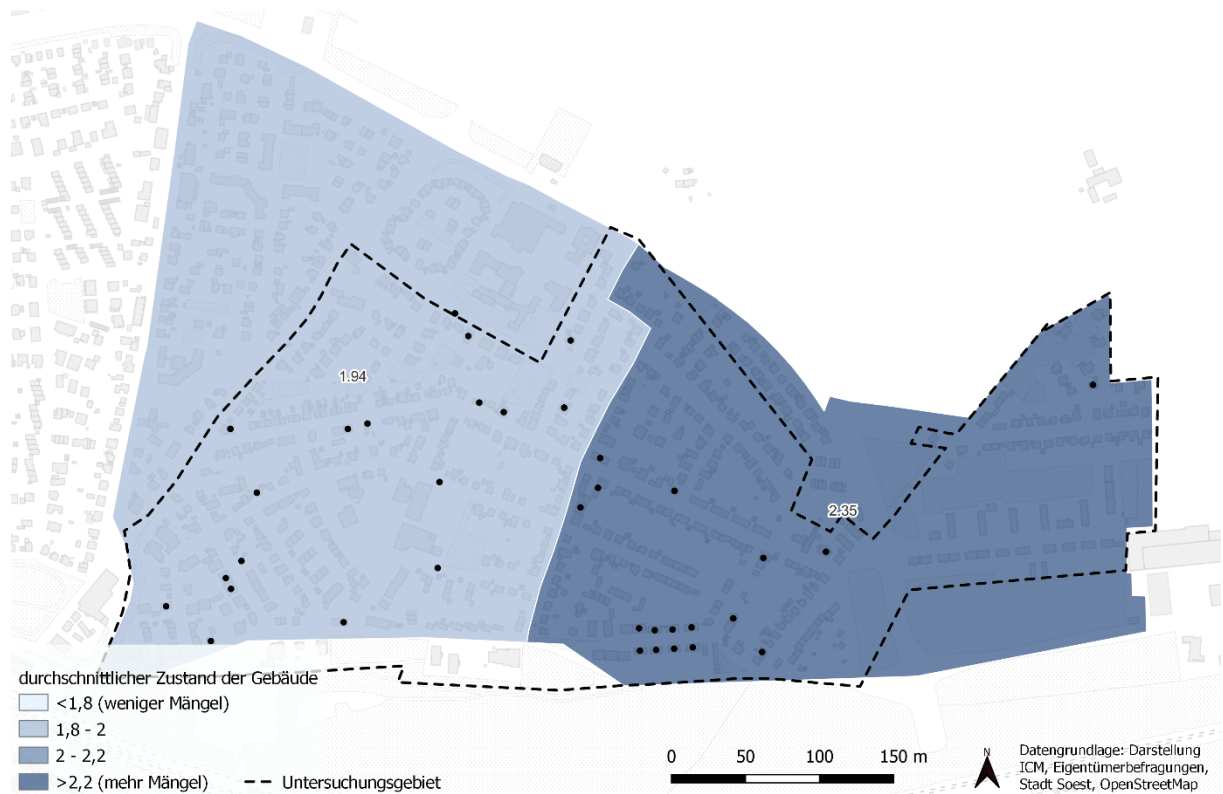 1.94
2.35
durchschnittlicher Zustand der Gebäude
<1,8 (weniger Mängel)
1,8 - 2
2 - 2,2
>2,2 (mehr Mängel)
Untersuchungsgebiet
0 50 100 150 m
N
Datengrundlage: Darstellung
ICM, Eigentümerbefragungen,
Stadt Soest, OpenStreetMap